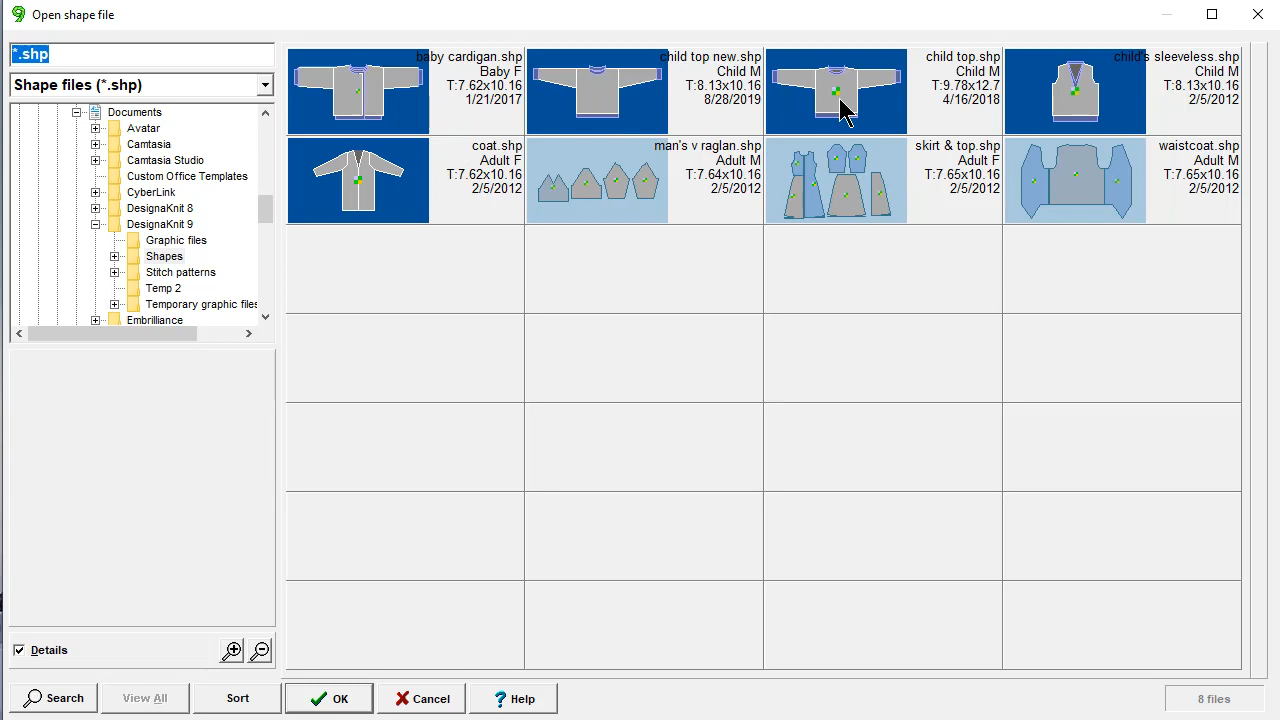 Open shape file
*.shp
Shape files (*.shp)
Documents
Avatar
Camtasia
Camtasia Studio
Custom Office Templates
CyberLink
DesignaKnit 8
DesignaKnit 9
Graphic files
Shapes
Stitch patterns
Temp 2
Temporary graphic files
Embrilliance
baby cardigan.shp
Baby F
T:7.62x10.16
1/21/2017
child top new.shp
Child M
T:8.13x10.16
8/28/2019
child top.shp
Child M
T:9.78x12.7
4/16/2018
child's sleeveless.shp
Child M
T:8.13x10.16
2/5/2012
coat.shp
Adult F
T:7.62x10.16
2/5/2012
man's v raglan.shp
Adult M
T:7.64x10.16
2/5/2012
skirt & top.shp
Adult F
T:7.65x10.16
2/5/2012
waistcoat.shp
Adult M
T:7.65x10.16
2/5/2012
Details
Search
View All
Sort
OK
Cancel
Help
8 files